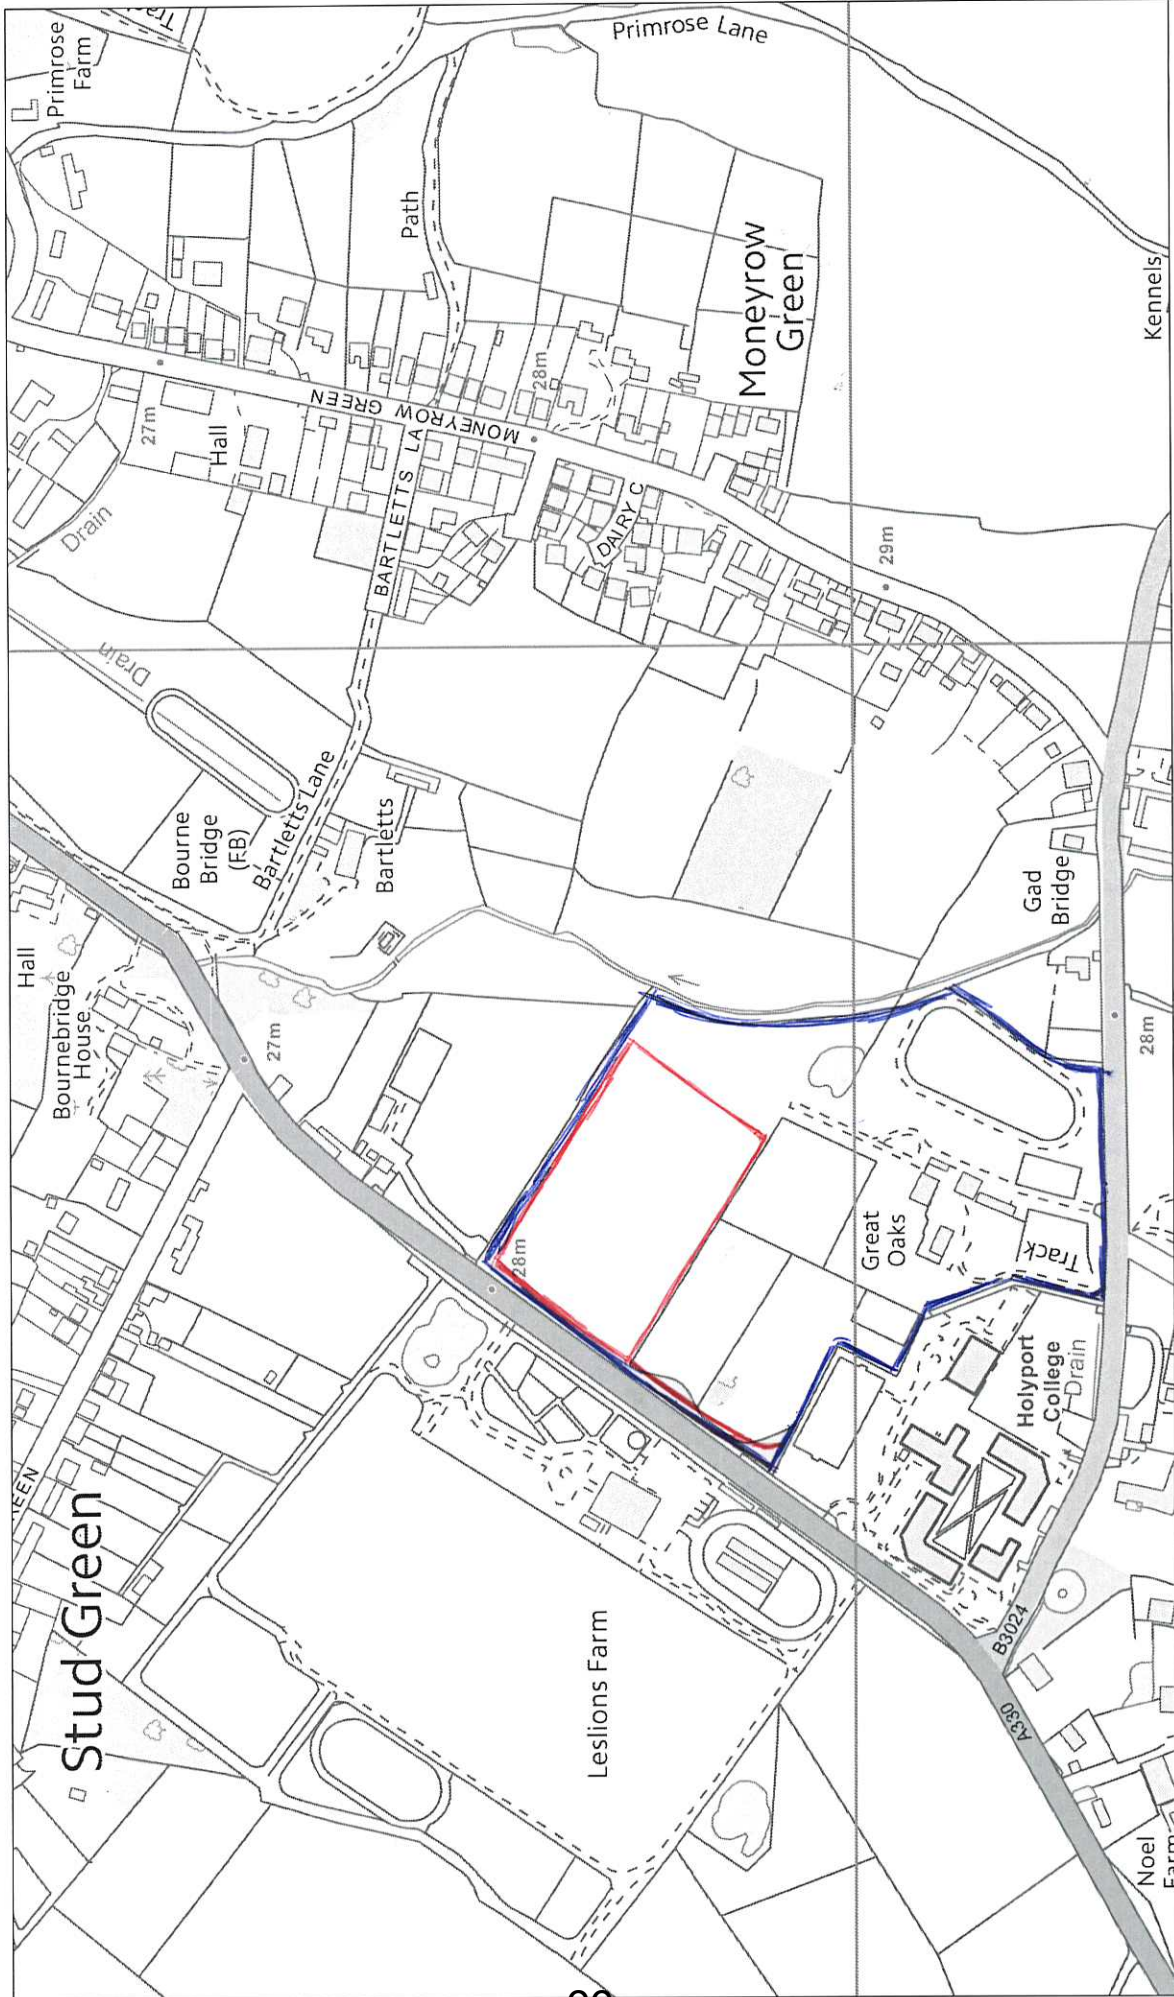 Primrose
Farm
Primrose Lane
Path
Moneyrow
Green
Kennels
27m
Hall
MONEYROW GREEN
28m
Drain
BARTLETTS LA
DAIRY C
29m
Drain
Bourne
Bridge
(FB)
Bartletts Lane
Bartletts
Gad
Bridge
Hall
Bournebridge
House
27m
28m
28m
Great
Oaks
Track
Holyport
College
Drain
Stud Green
Leslions Farm
B3024
A330
Noel